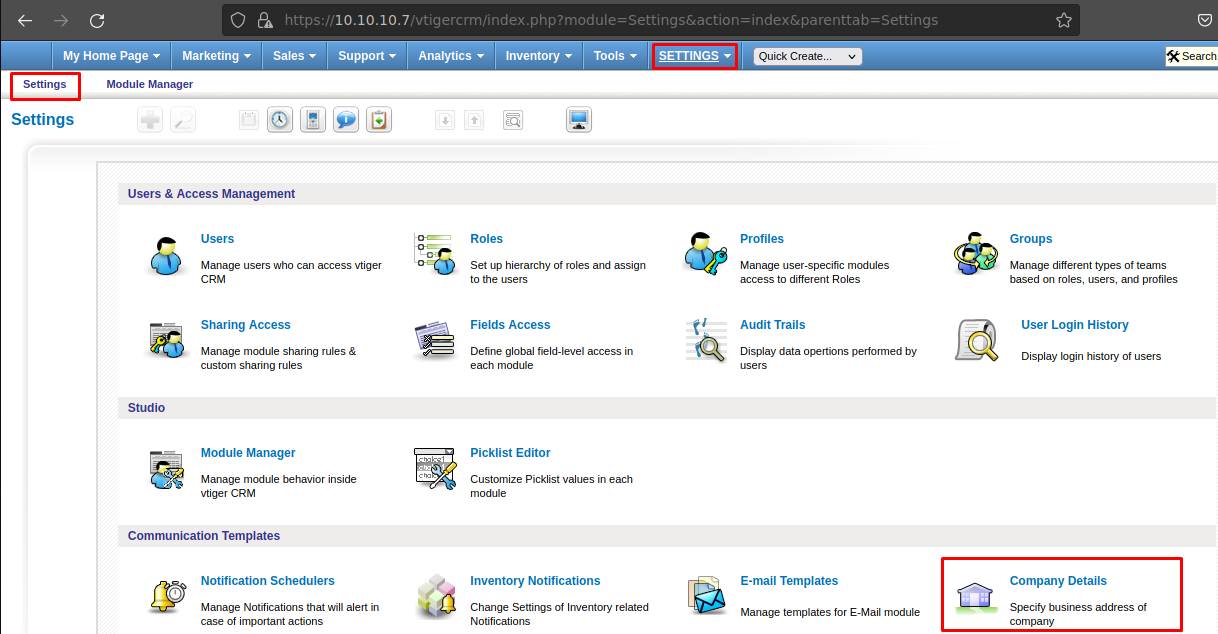 https://10.10.10.7/vtigercrm/index.php?module=Settings&action=index&parenttab=Settings
My Home Page Marketing Sales Support Analytics Inventory Tools SETTINGS Quick Create... Search
Settings Module Manager
Settings
Users & Access Management
Users
Manage users who can access vtiger
CRM
Roles
Set up hierarchy of roles and assign
to the users
Profiles
Manage user-specific modules
access to different Roles
Groups
Manage different types of teams
based on roles, users, and profiles
Sharing Access
Manage module sharing rules &
custom sharing rules
Fields Access
Define global field-level access in
each module
Audit Trails
Display data opertions performed by
users
User Login History
Display login history of users
Studio
Module Manager
Manage module behavior inside
vtiger CRM
Picklist Editor
Customize Picklist values in each
module
Communication Templates
Notification Schedulers
Manage Notifications that will alert in
case of important actions
Inventory Notifications
Change Settings of Inventory related
Notifications
E-mail Templates
Manage templates for E-Mail module
Company Details
Specify business address of
company